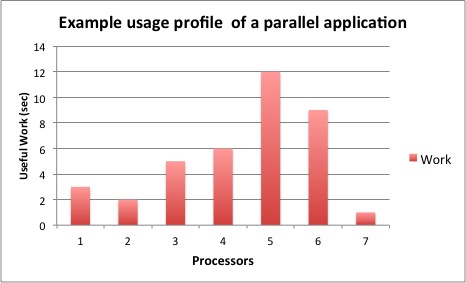 Example usage profile  of a parallel application
14
12
10
8
6
4
2
0
Useful Work (sec)
1 2 3 4 5 6 7
Processors
Work